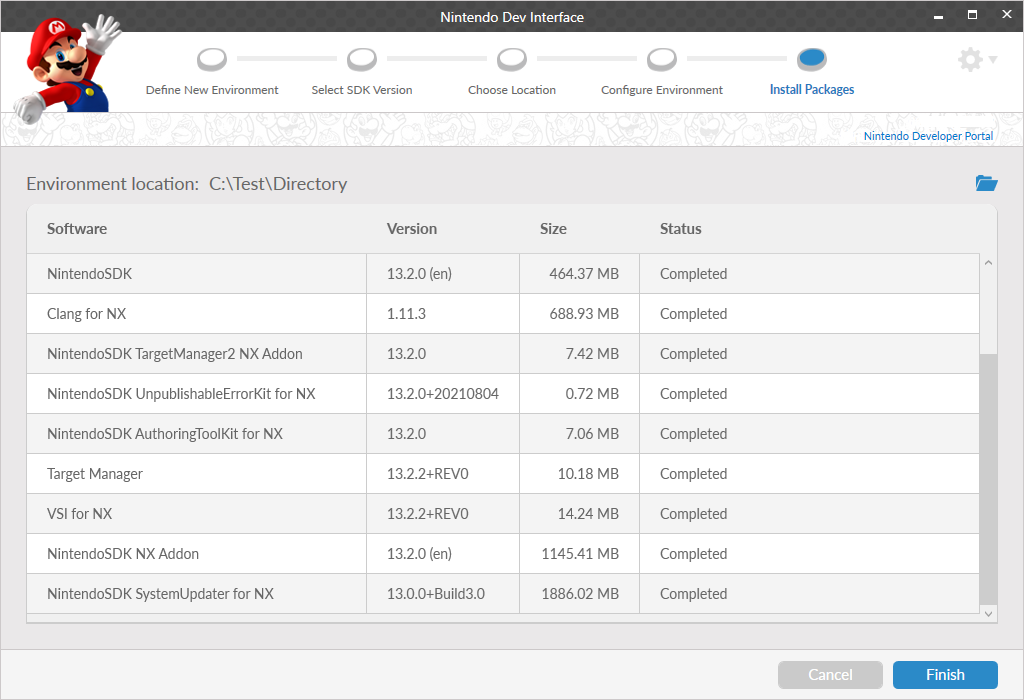 Nintendo Dev Interface
Define New Environment Select SDK Version Choose Location Configure Environment Install Packages
Nintendo Developer Portal
Environment location: C:\Test\Directory
Software Version Size Status
NintendoSDK 13.2.0 (en) 464.37 MB Completed
Clang for NX 1.11.3 688.93 MB Completed
NintendoSDK TargetManager2 NX Addon 13.2.0 7.42 MB Completed
NintendoSDK UnpublishableErrorKit for NX 13.2.0+20210804 0.72 MB Completed
NintendoSDK AuthoringToolKit for NX 13.2.0 7.06 MB Completed
Target Manager 13.2.2+REV0 10.18 MB Completed
VSI for NX 13.2.2+REV0 14.24 MB Completed
NintendoSDK NX Addon 13.2.0 (en) 1145.41 MB Completed
NintendoSDK SystemUpdater for NX 13.0.0+Build3.0 1886.02 MB Completed
Cancel Finish